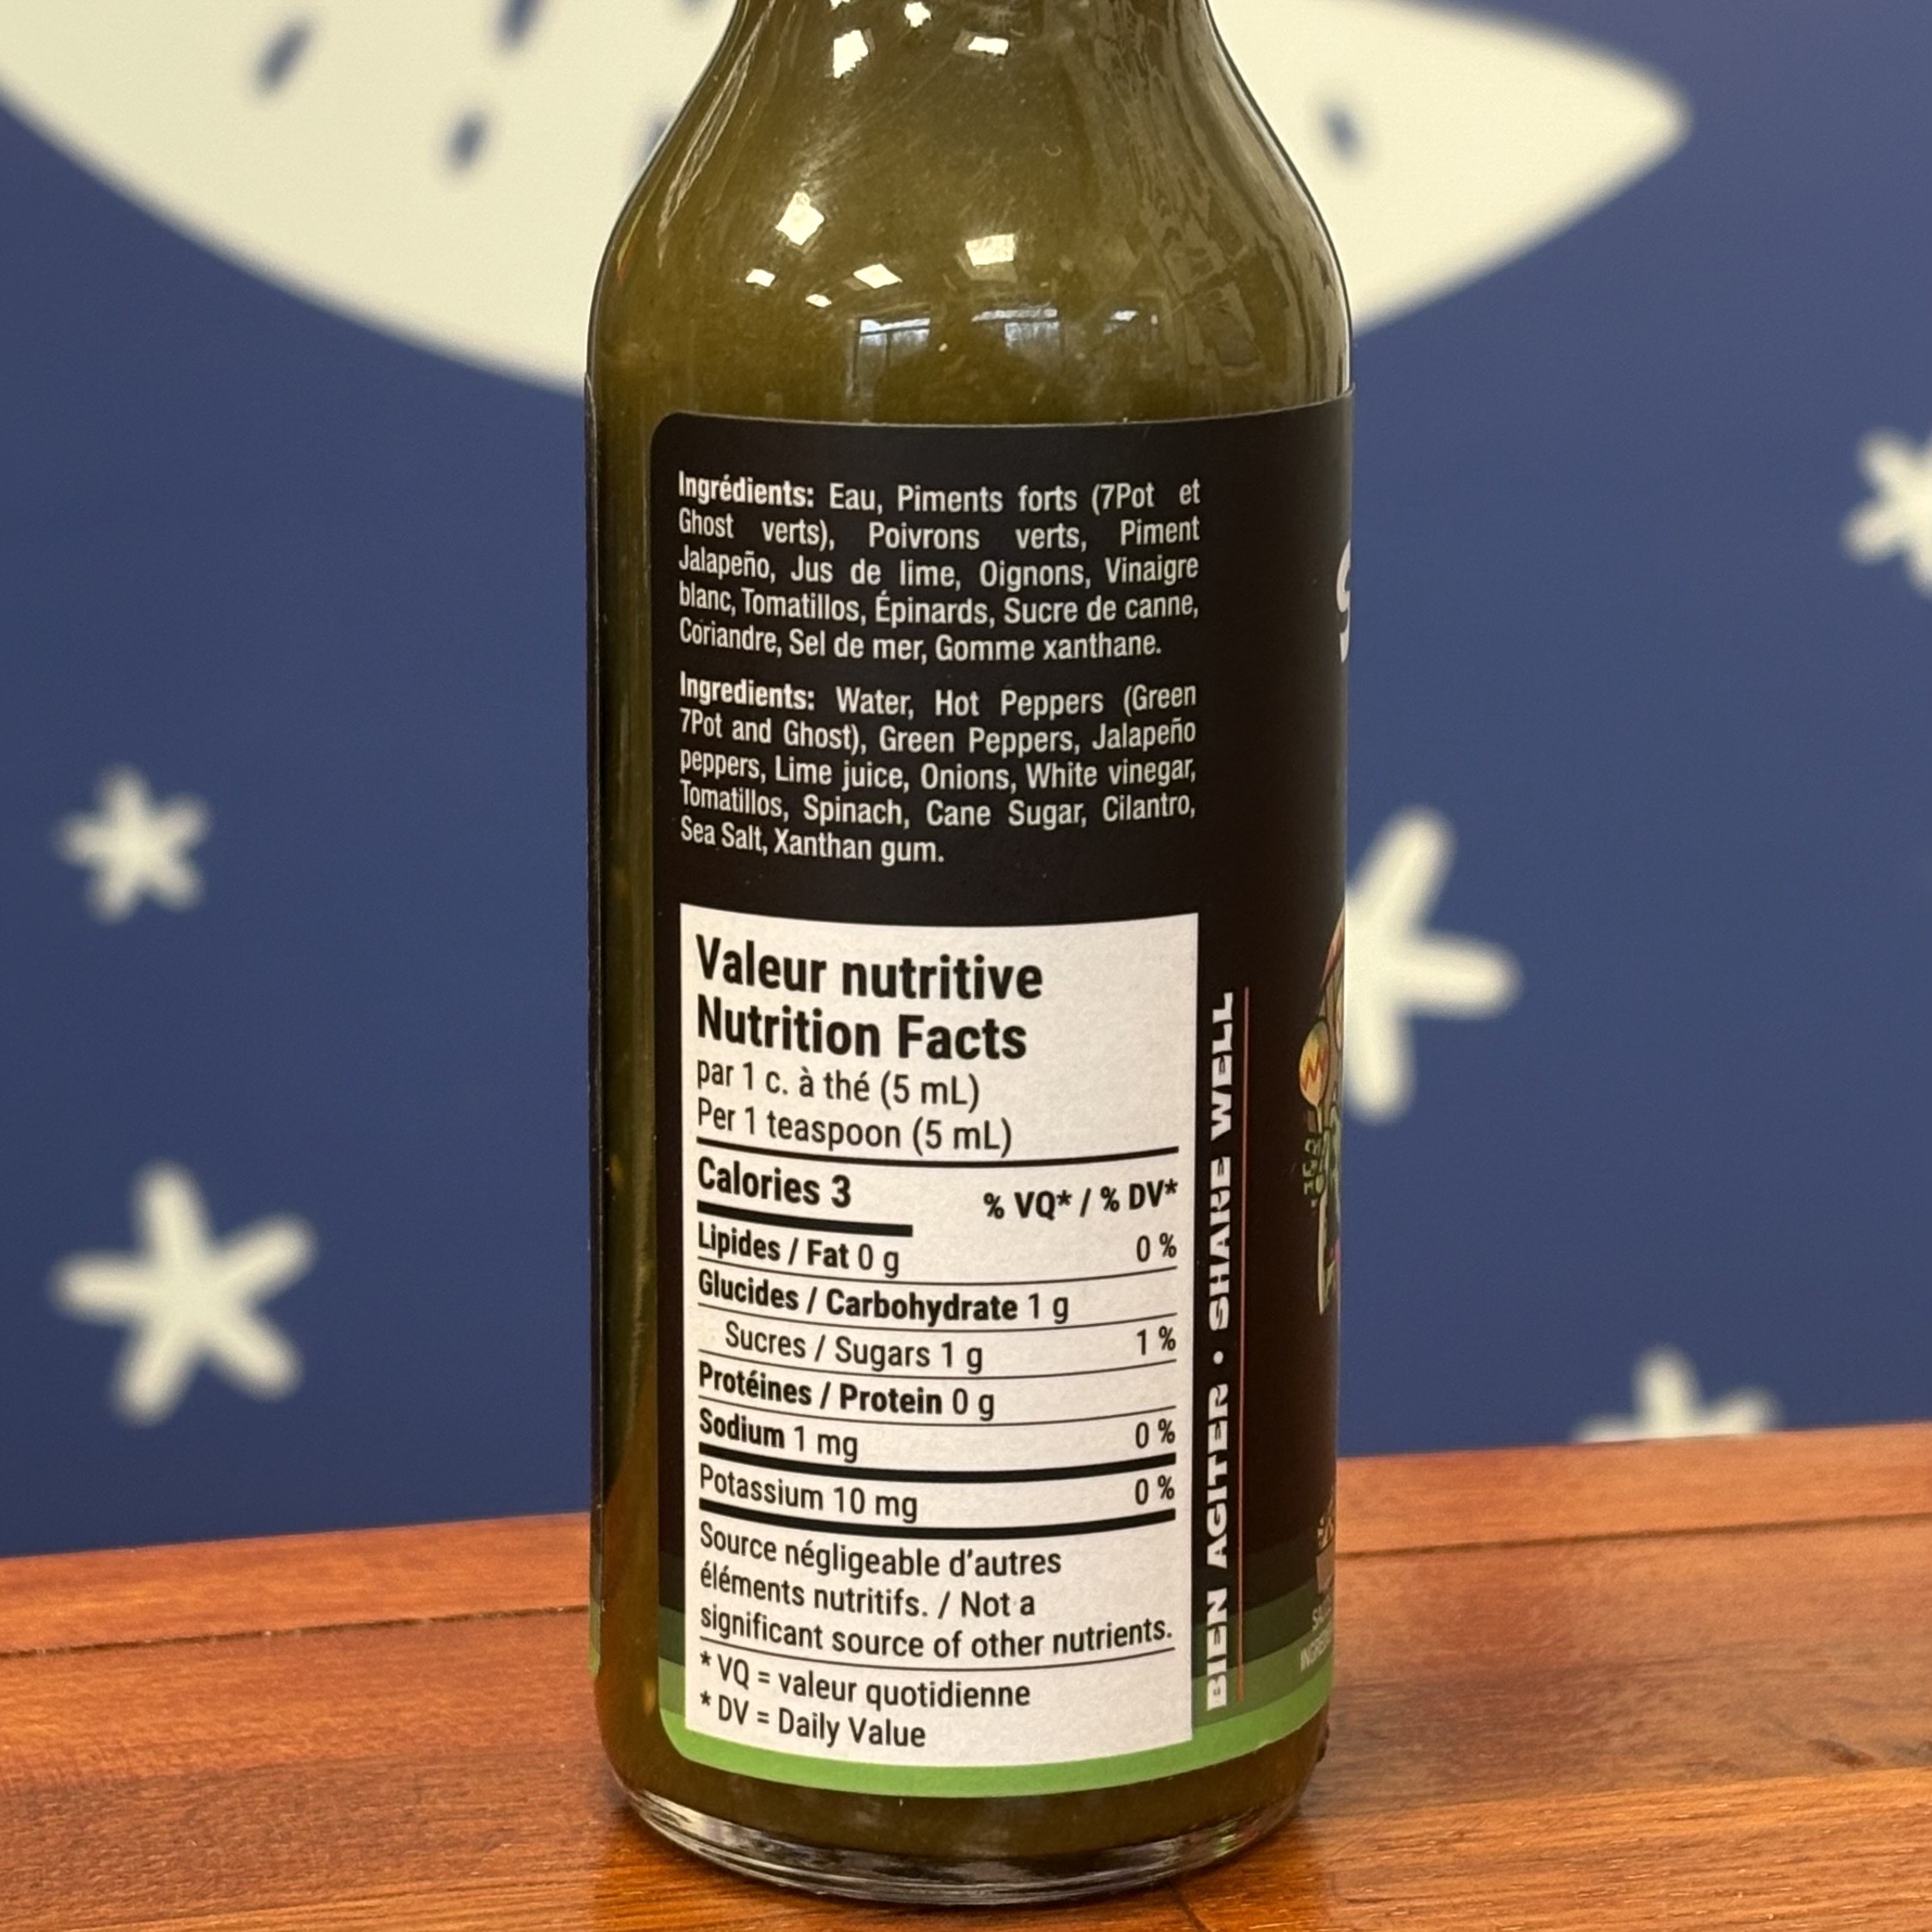 Ingrédients: Eau, Piments forts (7Pot et
Ghost verts), Poivrons verts, Piment
Jalapeño, Jus de lime, Oignons, Vinaigre
blanc, Tomatillos, Épinards, Sucre de canne,
Coriandre, Sel de mer, Gomme xanthane.
Ingredients: Water, Hot Peppers (Green
7Pot and Ghost), Green Peppers, Jalapeño
peppers, Lime juice, Onions, White vinegar,
Tomatillos, Spinach, Cane Sugar, Cilantro,
Sea Salt, Xanthan gum.
Valeur nutritive
Nutrition Facts
par 1 c. à thé (5 mL)
Per 1 teaspoon (5 mL)
Calories 3 % VQ* / % DV*
Lipides / Fat 0 g 0 %
Glucides / Carbohydrate 1 g
Sucres / Sugars 1 g 1 %
Protéines / Protein 0 g
Sodium 1 mg 0 %
Potassium 10 mg 0 %
Source négligeable d'autres
éléments nutritifs. / Not a
significant source of other nutrients.
* VQ = valeur quotidienne
* DV = Daily Value
BIEN AGITER • SHARE WELL